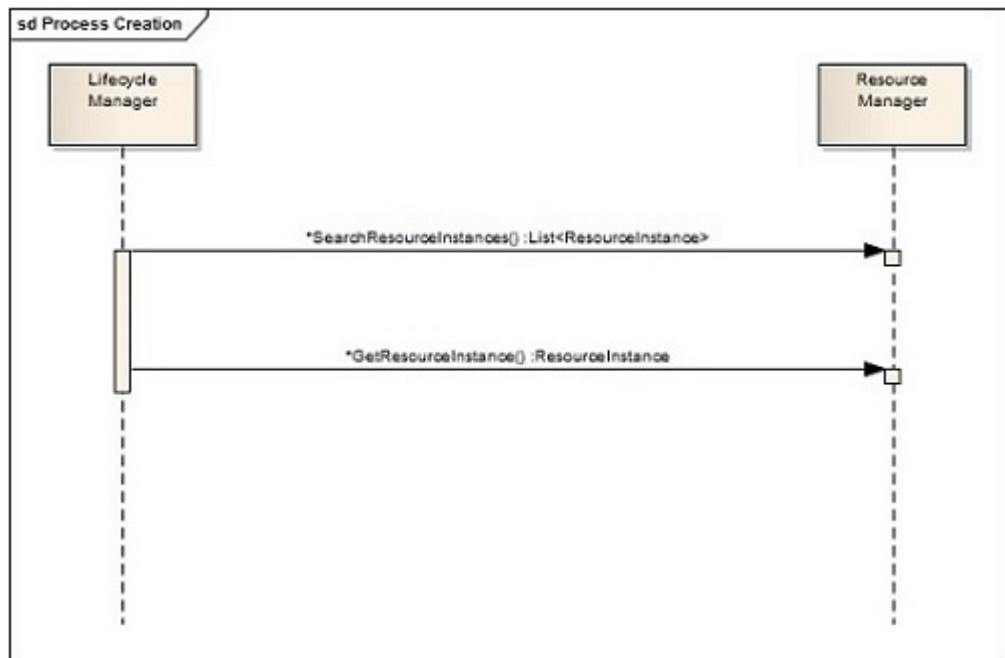 sd Process Creation
Lifecycle
Manager
Resource
Manager
*SearchResourceInstances() :List<ResourceInstance>
*GetResourceInstance() :ResourceInstance